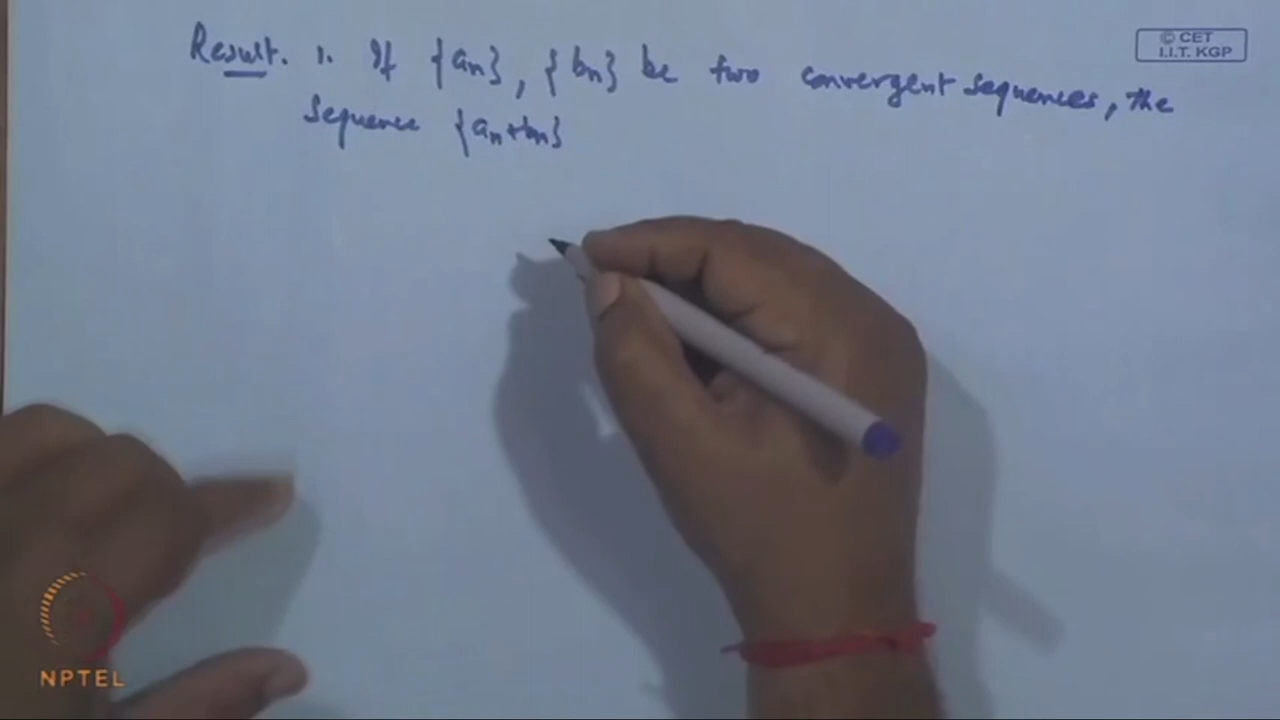 Result. 1. If {an}, {bn} be two convergent sequences, the
Sequence {an+bn}
© CET
I.I.T. KGP
NPTEL